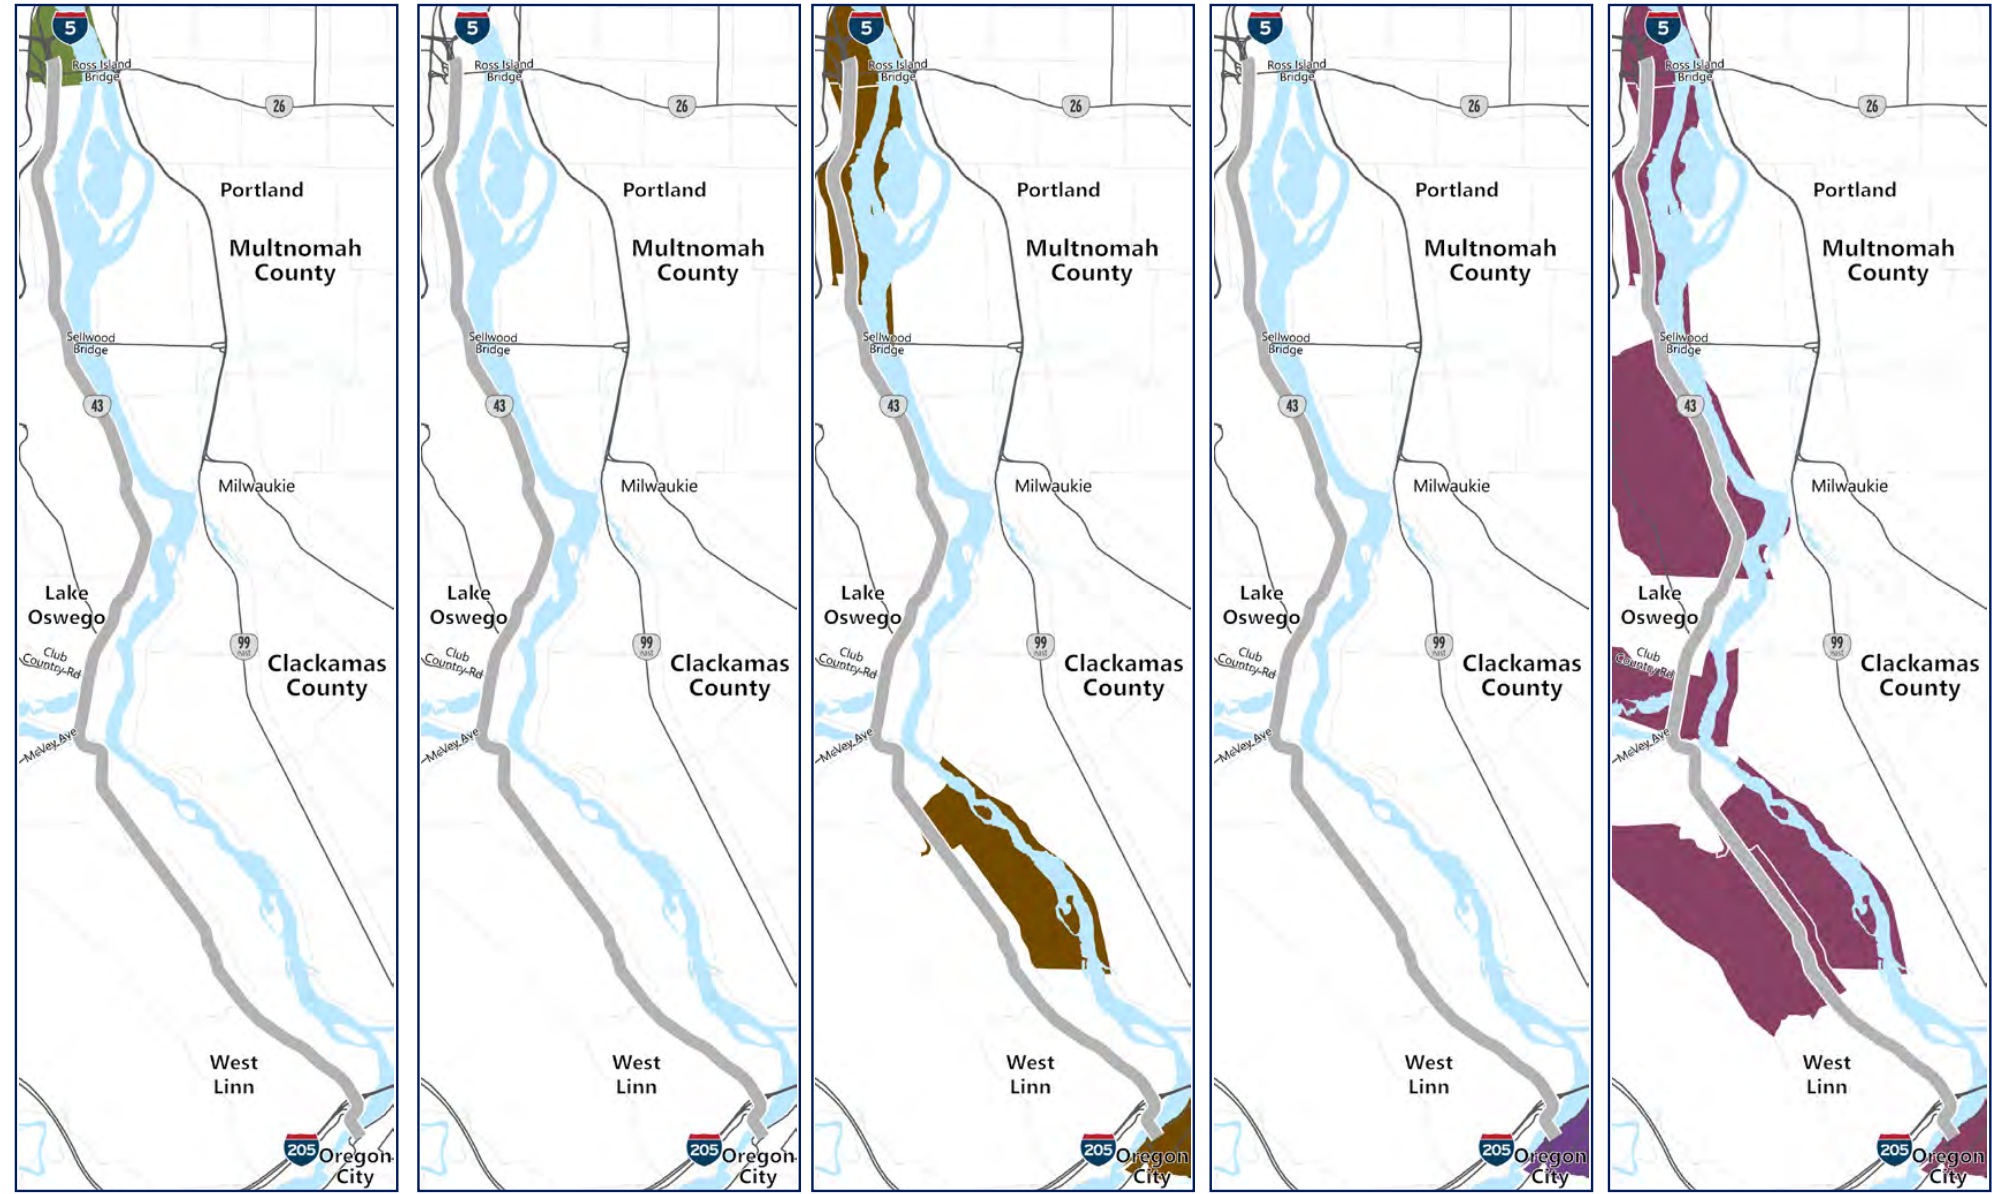 5
Ross Island
Bridge
26
Portland
Multnomah
County
Sellwood
Bridge
43
Milwaukie
Lake
Oswego
99
East
Club
Country Rd
Clackamas
County
McVey Ave
West
Linn
205
Oregon
City
5
Ross Island
Bridge
26
Portland
Multnomah
County
Sellwood
Bridge
43
Milwaukie
Lake
Oswego
99
East
Club
Country Rd
Clackamas
County
McVey Ave
West
Linn
205
Oregon
City
5
Ross Island
Bridge
26
Portland
Multnomah
County
Sellwood
Bridge
43
Milwaukie
Lake
Oswego
99
East
Club
Country Rd
Clackamas
County
McVey Ave
West
Linn
205
Oregon
City
5
Ross Island
Bridge
26
Portland
Multnomah
County
Sellwood
Bridge
43
Milwaukie
Lake
Oswego
99
East
Club
Country Rd
Clackamas
County
McVey Ave
West
Linn
205
Oregon
City
5
Ross Island
Bridge
26
Portland
Multnomah
County
Sellwood
Bridge
43
Milwaukie
Lake
Oswego
99
East
Club
Country Rd
Clackamas
County
McVey Ave
West
Linn
205
Oregon
City